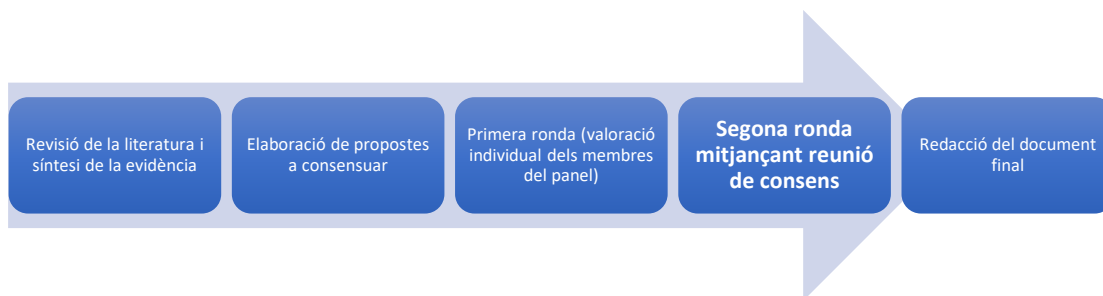 Revisió de la literatura i
síntesi de la evidència
Elaboració de propostes
a consensuar
Primera ronda (valoració
individual dels membres
del panel)
Segona ronda
mitjançant reunió
de consens
Redacció del document
final